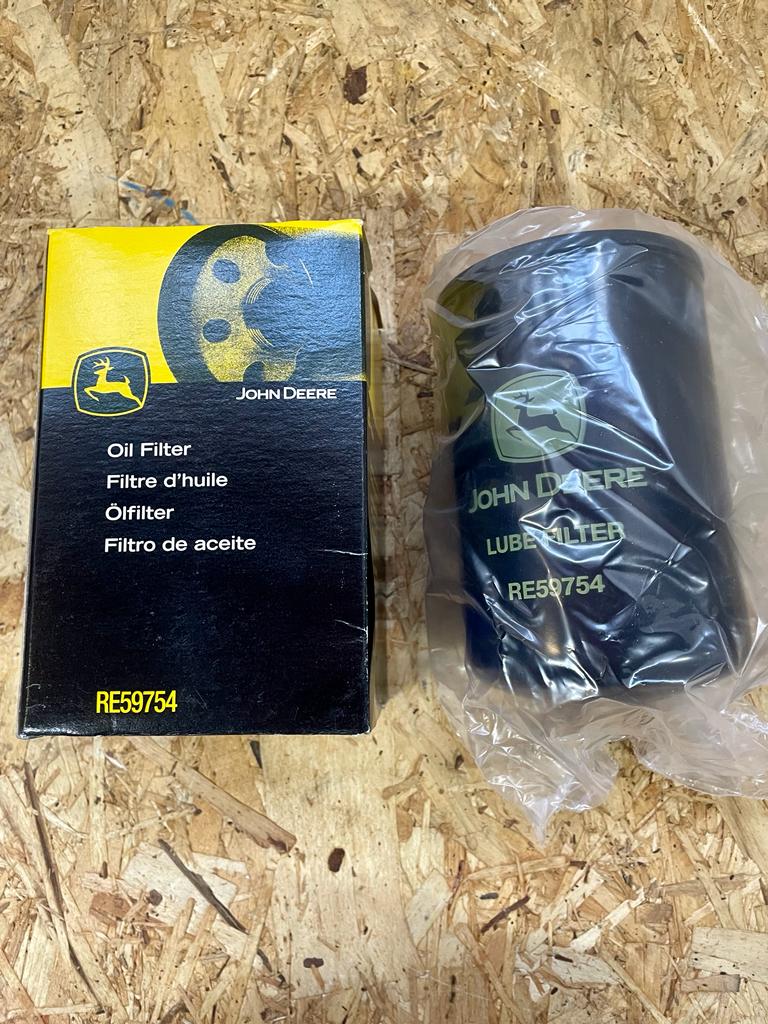 JOHN DEERE
Oil Filter
Filtre d'huile
Ölfilter
Filtro de aceite
RE59754
JOHN DEERE
LUBE FILTER
RE59754